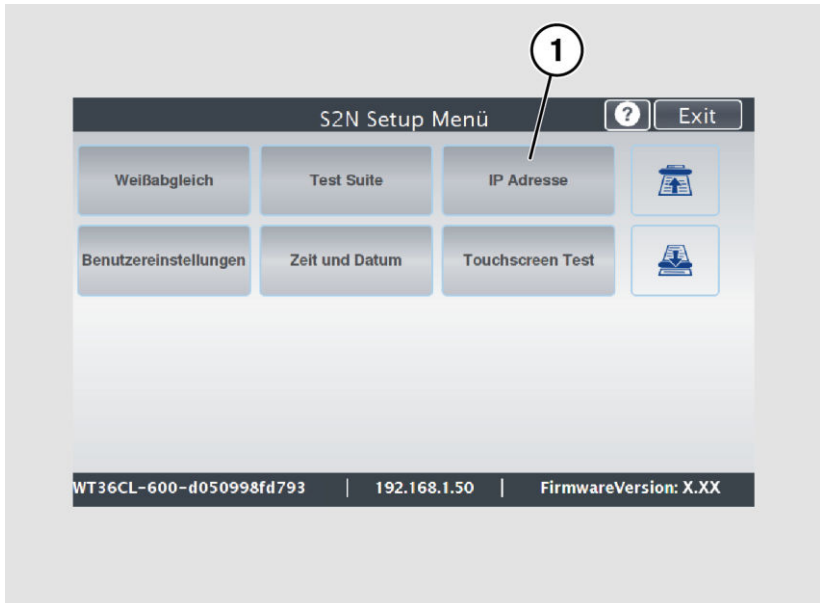 1
S2N Setup Menü ? Exit
Weißabgleich Test Suite IP Adresse
Benutzereinstellungen Zeit und Datum Touchscreen Test
WT36CL-600-d050998fd793 | 192.168.1.50 | FirmwareVersion: X.XX